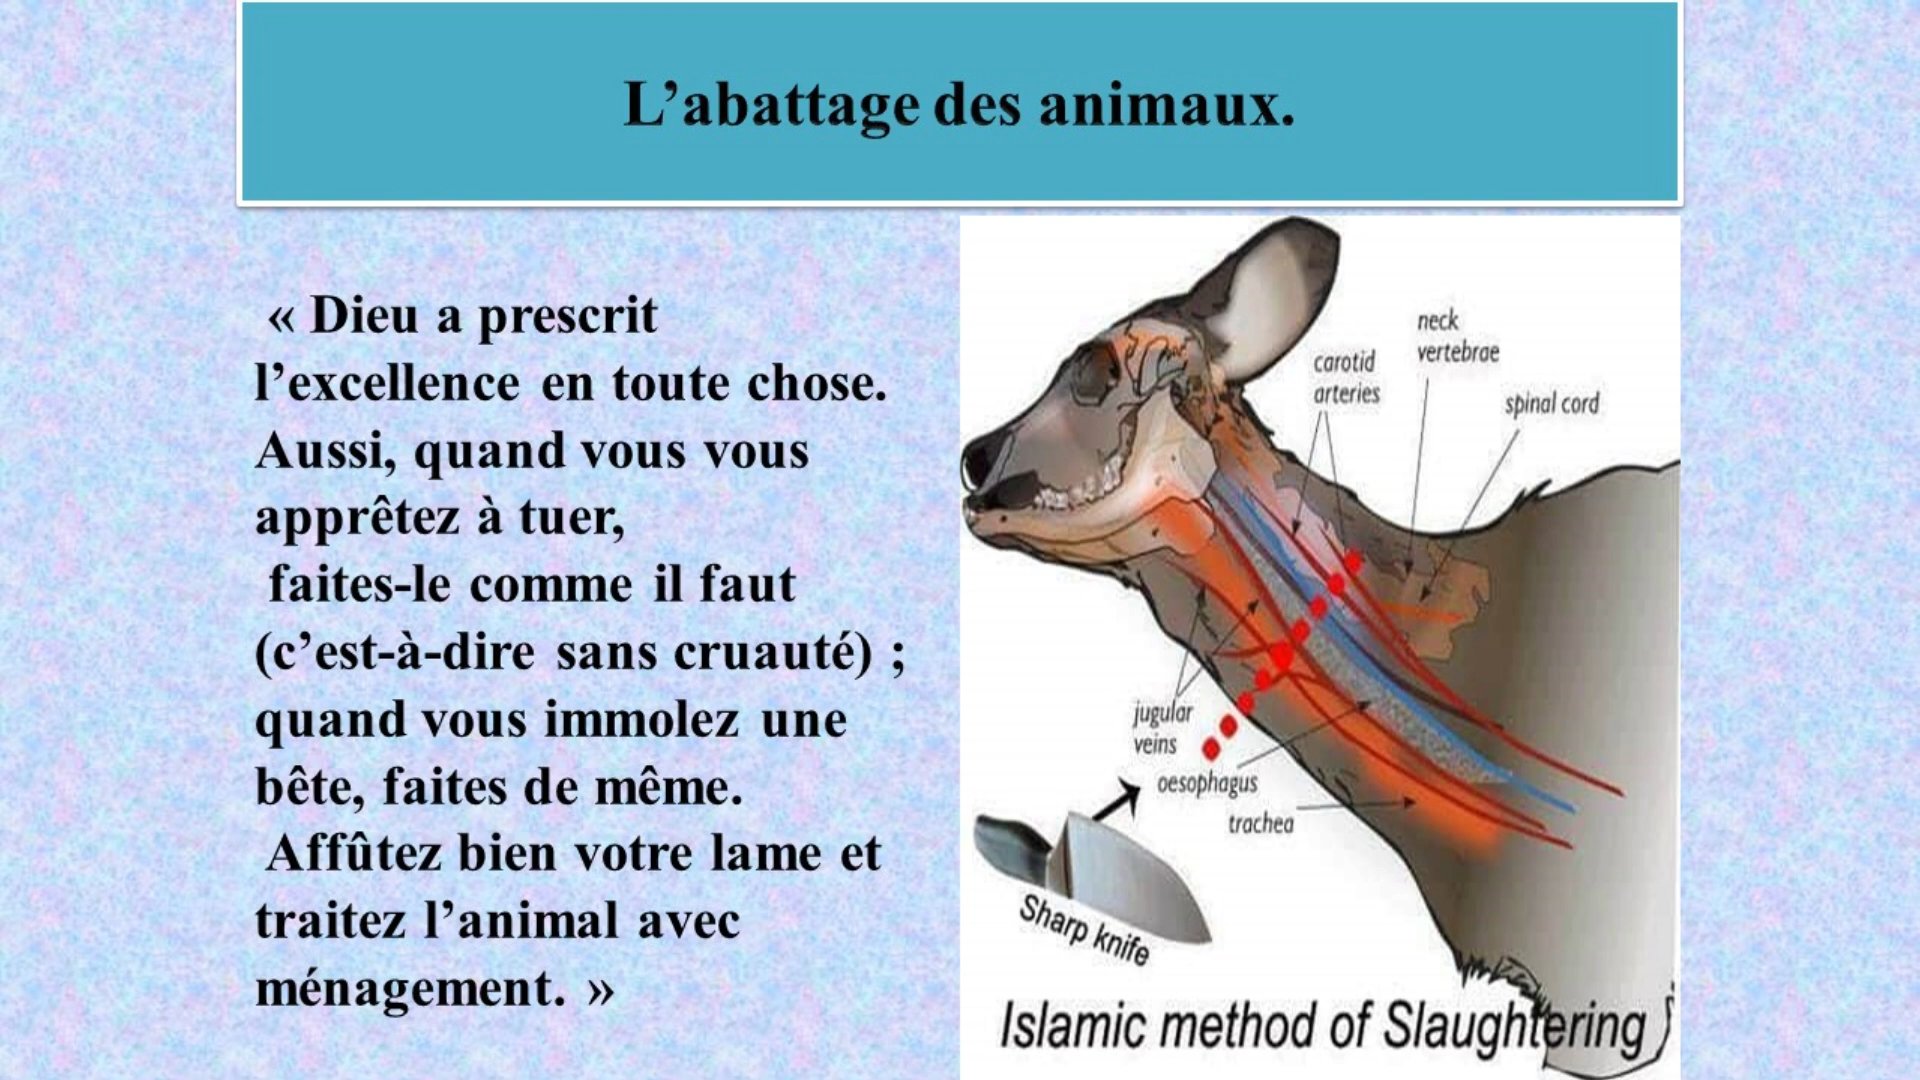 L’abattage des animaux.
« Dieu a prescrit
l’excellence en toute chose.
Aussi, quand vous vous
apprêtez à tuer,
faites-le comme il faut
(c’est-à-dire sans cruauté) ;
quand vous immolez une
bête, faites de même.
Affûtez bien votre lame et
traitez l’animal avec
ménagement. »
neck
vertebrae
carotid
arteries
spinal cord
jugular
veins
oesophagus
trachea
Sharp knife
Islamic method of Slaughtering